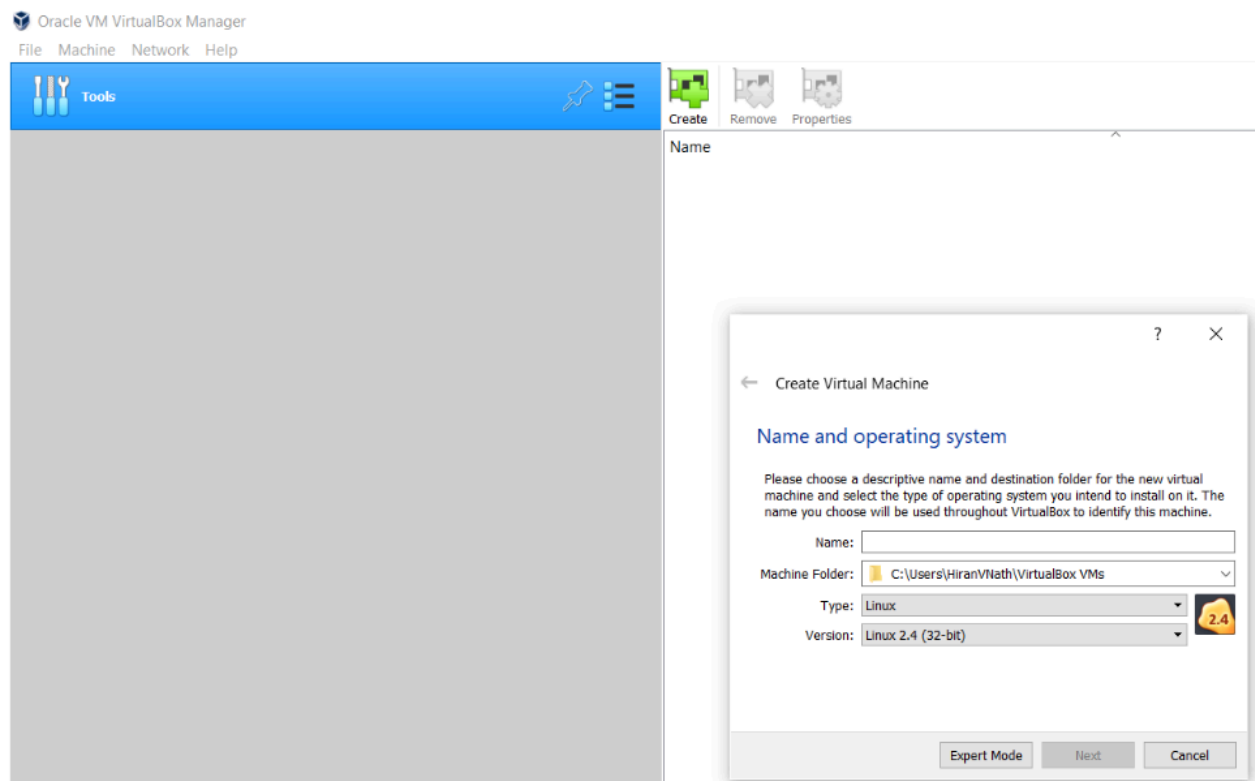 Oracle VM VirtualBox Manager
File Machine Network Help
Tools
Create Remove Properties
Name
? 
Create Virtual Machine
Name and operating system
Please choose a descriptive name and destination folder for the new virtual
machine and select the type of operating system you intend to install on it. The
name you choose will be used throughout VirtualBox to identify this machine.
Name:
Machine Folder: C:\Users\HiranVNath\VirtualBox VMs
Type: Linux
2.4
Version: Linux 2.4 (32-bit)
Expert Mode Next Cancel